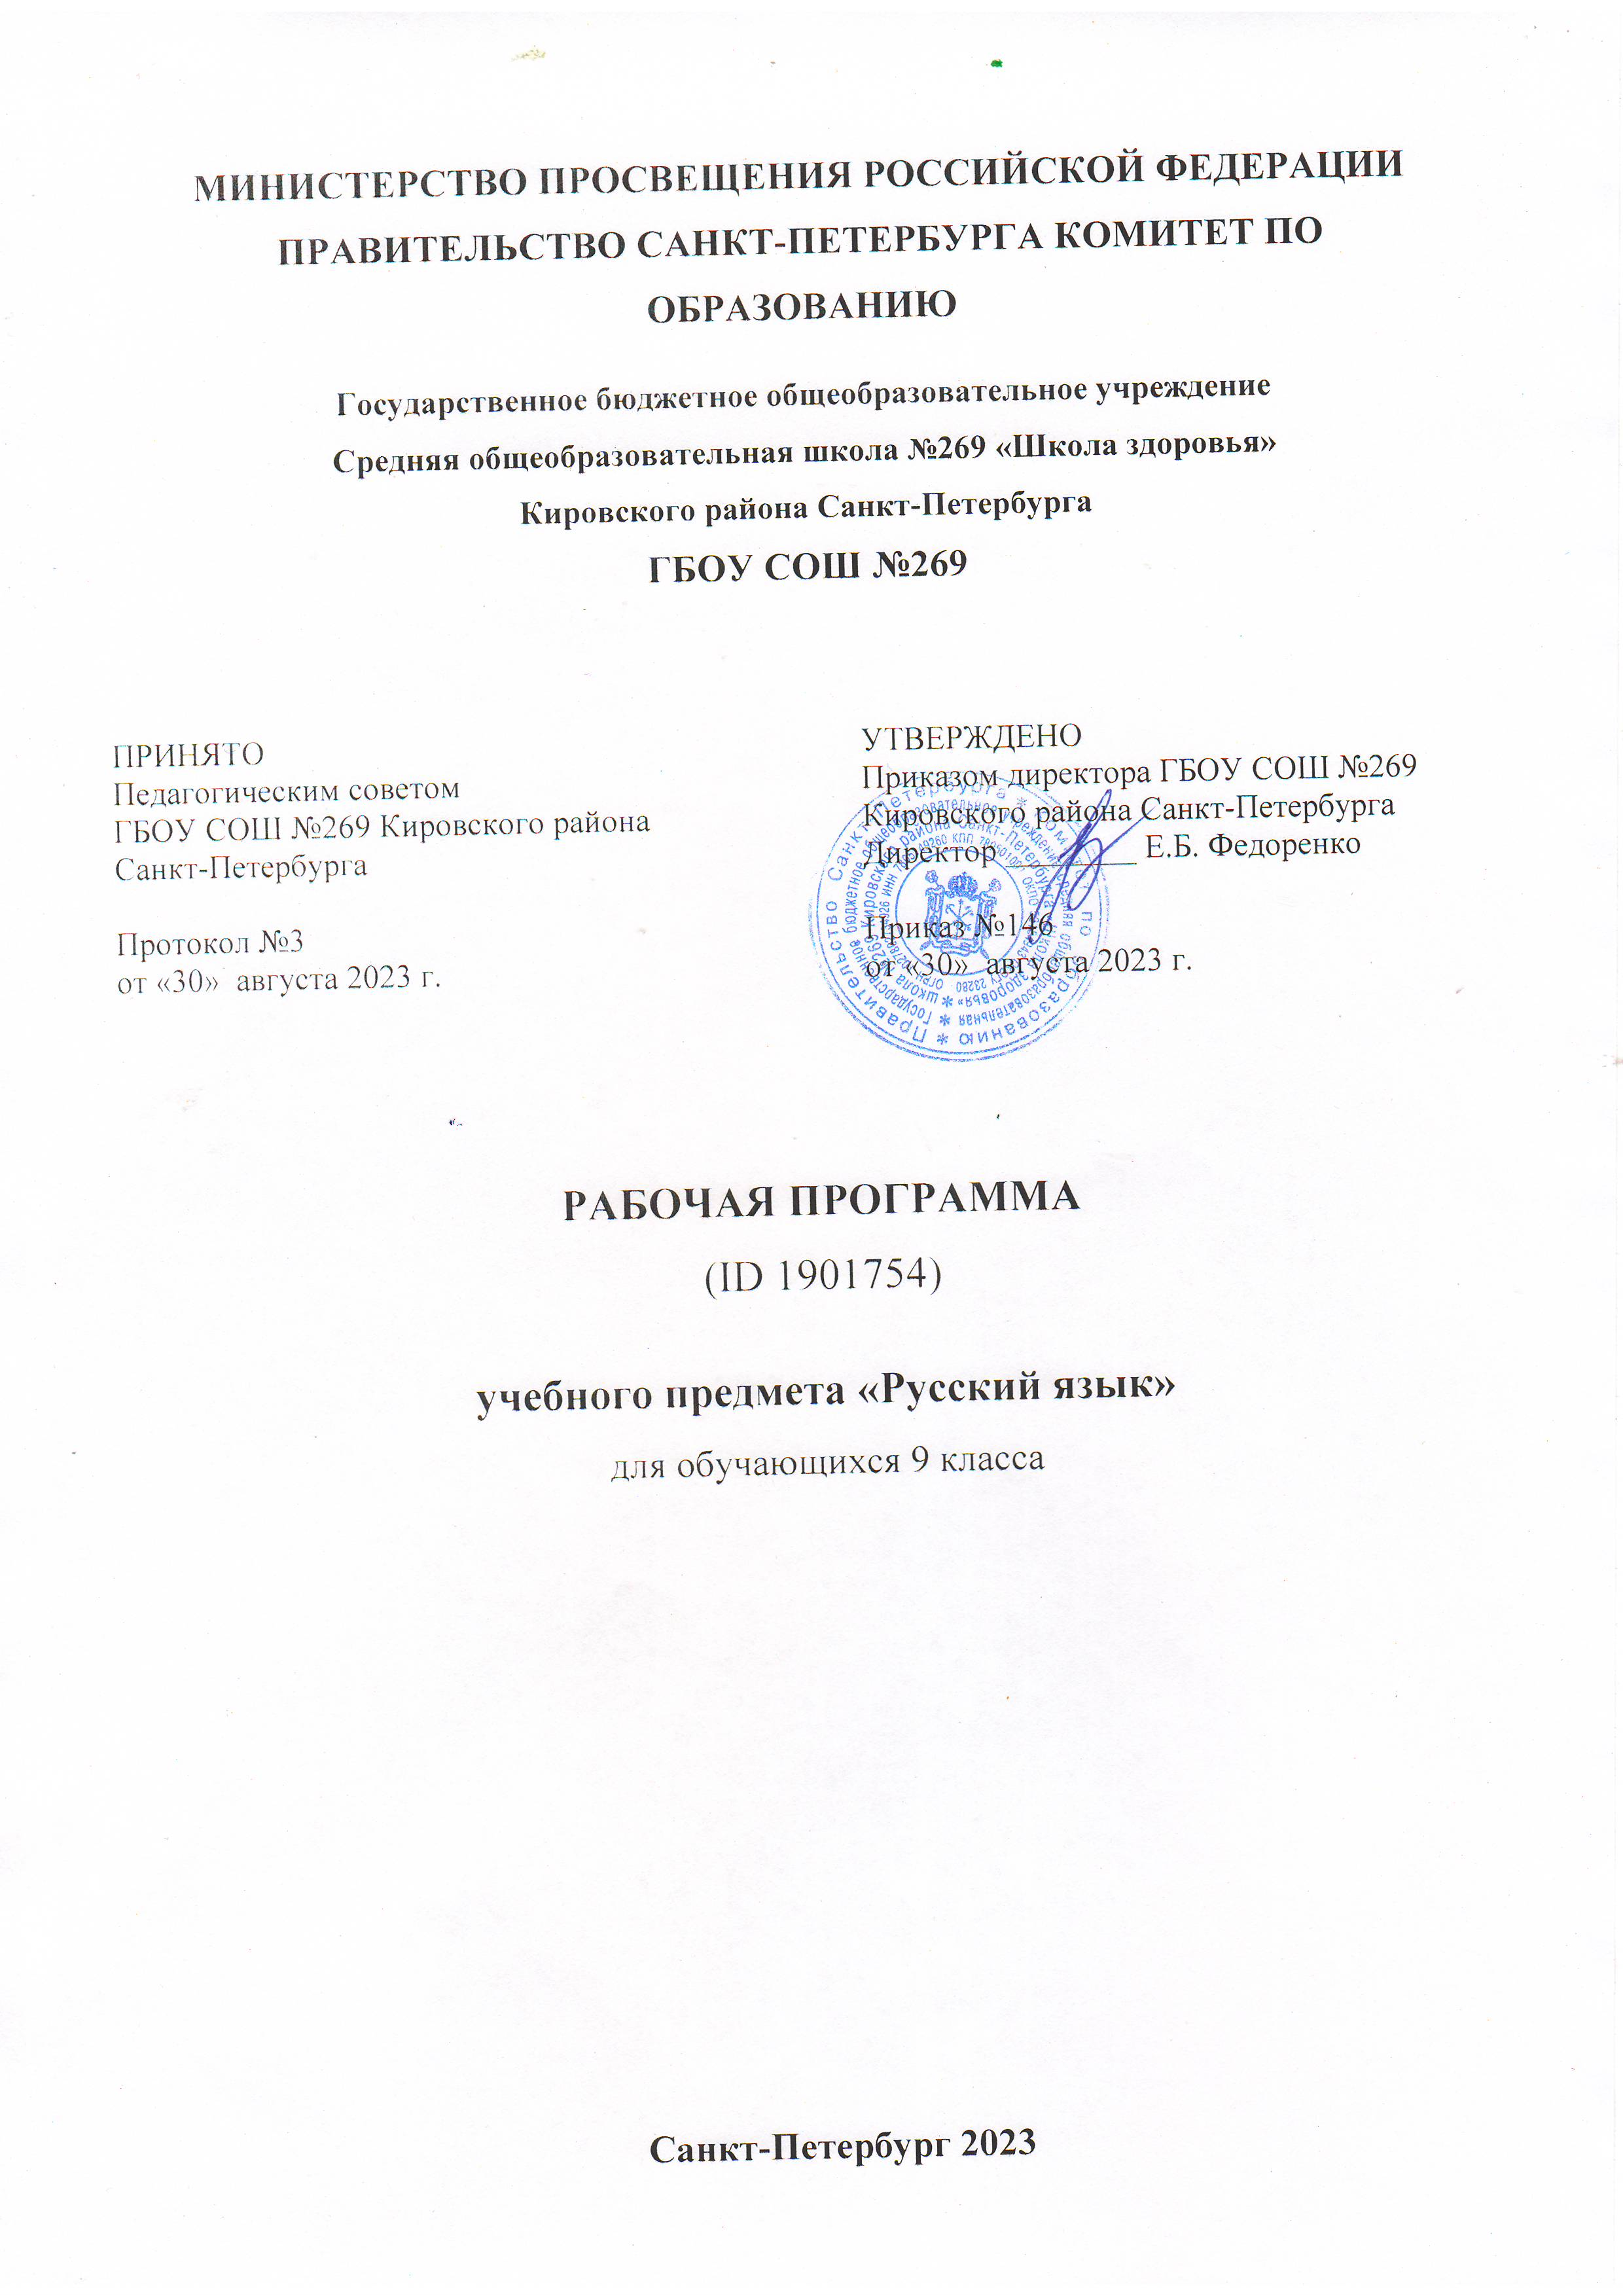 МИНИСТЕРСТВО ПРОСВЕЩЕНИЯ РОССИЙСКОЙ ФЕДЕРАЦИИ
ПРАВИТЕЛЬСТВО САНКТ-ПЕТЕРБУРГА КОМИТЕТ ПО
ОБРАЗОВАНИЮ
Государственное бюджетное общеобразовательное учреждение
Средняя общеобразовательная школа №269 «Школа здоровья»
Кировского района Санкт-Петербурга
ГБОУ СОШ №269
ПРИНЯТО
Педагогическим советом
ГБОУ СОШ №269 Кировского района
Санкт-Петербурга
Протокол №3
от «30» августа 2023 г.
УТВЕРЖДЕНО
Приказом директора ГБОУ СОШ №269
Кировского района Санкт-Петербурга
Директор ________ Е.Б. Федоренко
Приказ №146
от «30» августа 2023 г.
РАБОЧАЯ ПРОГРАММА
(ID 1901754)
учебного предмета «Русский язык»
для обучающихся 9 класса
Санкт-Петербург 2023